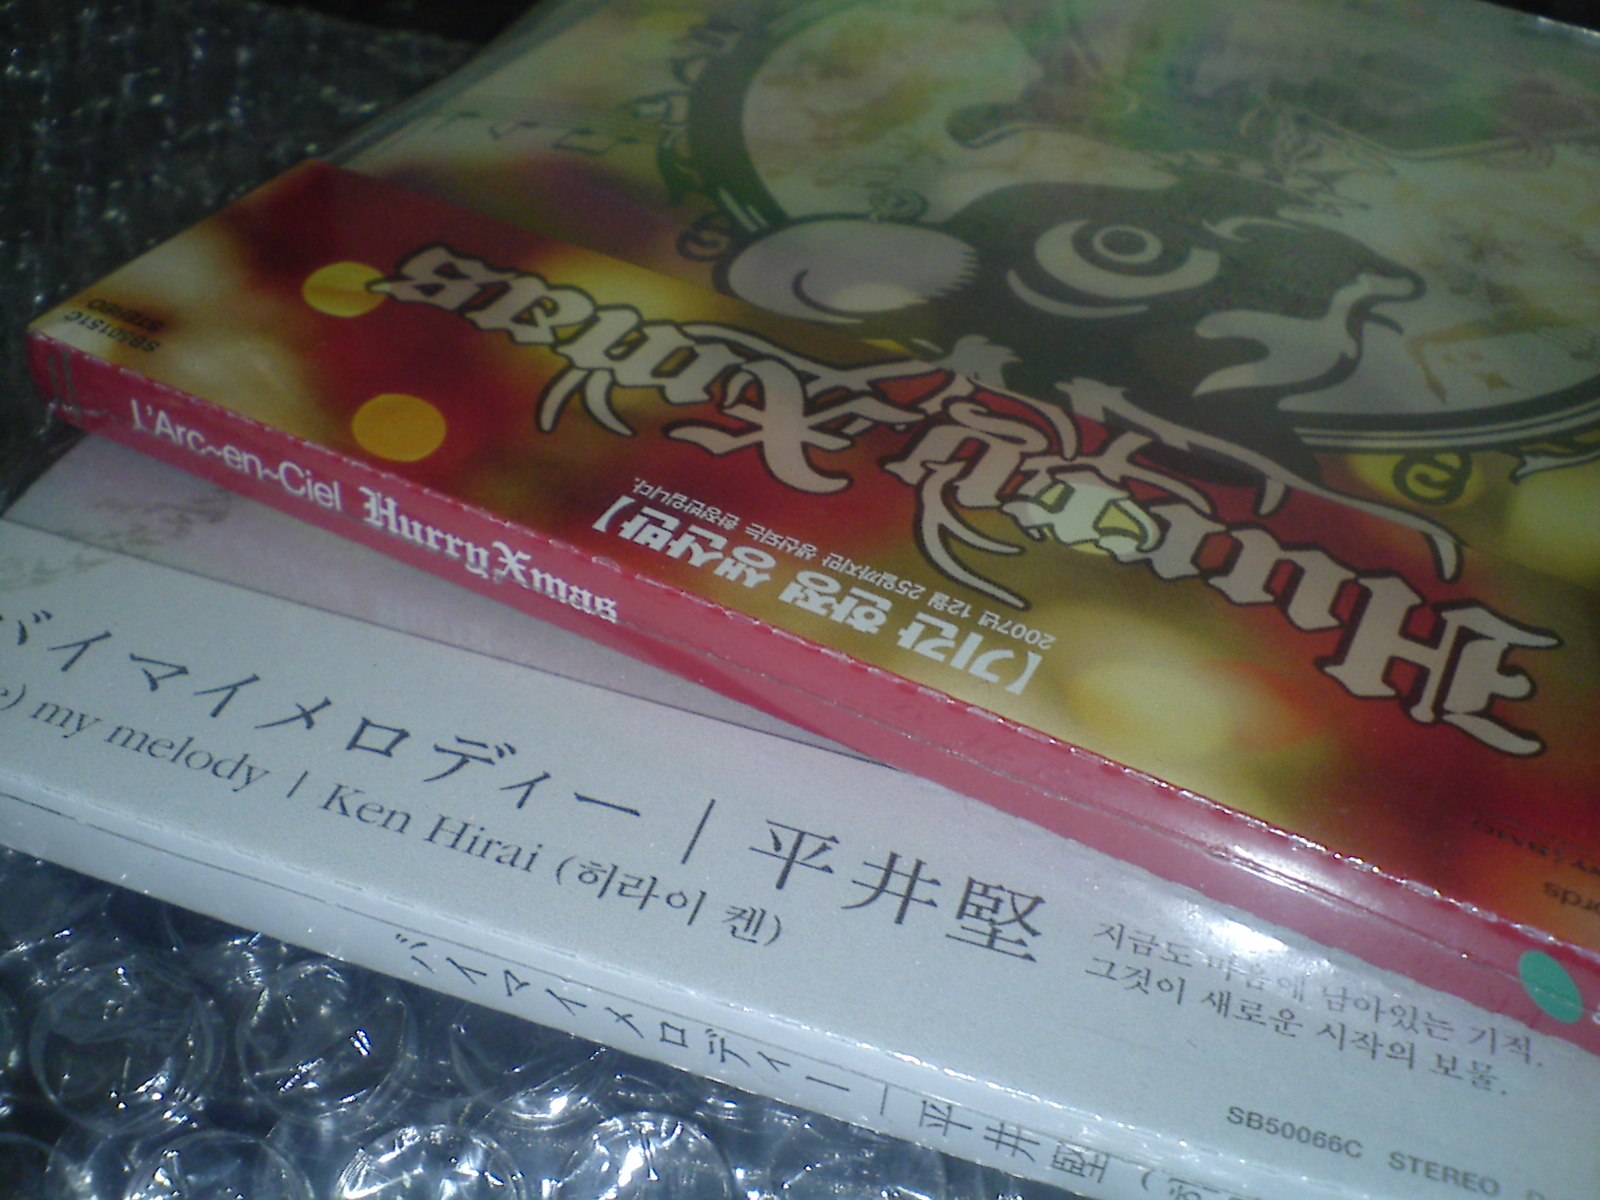 Hurry Xmas
【기간 한정 생산반】
2007년 12월 25일까지만 생산되는 한정반입니다.
SB50151C
STEREO
L'Arc~en~Ciel Hurry Xmas
バイマイメロディー | 平井堅
my melody | Ken Hirai (히라이 켄)
지금도 마음에 남아있는 기적.
그것이 새로운 시작의 보물.
SB50066C STEREO
バイマイメロディー | 平井堅